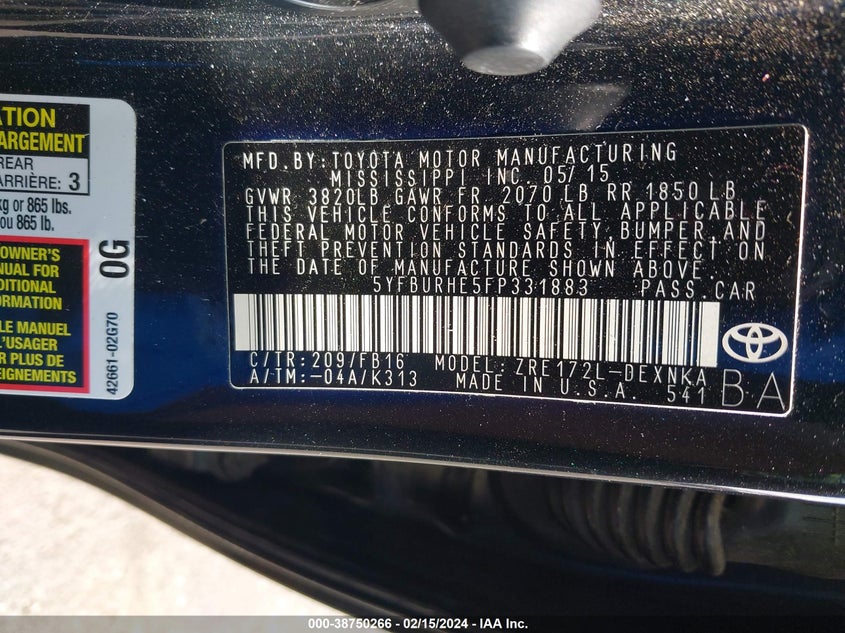 ATION
ARGEMENT
REAR
ARRIÈRE: 3
kg or 865 lbs.
ou 865 lb.
OWNER'S
NUAL FOR
DITIONAL
ORMATION
LE MANUEL
L'USAGER
R PLUS DE
EIGNEMENTS
0G
42661-02G70
MFD. BY: TOYOTA MOTOR MANUFACTURING
MISSISSIPPI INC. 05/15
GVWR 3820LB GAWR FR 2070 LB RR 1850 LB
THIS VEHICLE CONFORMS TO ALL APPLICABLE
FEDERAL MOTOR VEHICLE SAFETY, BUMPER, AND
THEFT PREVENTION STANDARDS IN EFFECT ON
THE DATE OF MANUFACTURE SHOWN ABOVE.
5YFBURHE5FP331883 PASS. CAR
C/TR: 209/FB16 MODEL: ZRE172L-DEXNKA
A/TM: -04A/K313 MADE IN U.S.A. 541
BA
000-38750266 - 02/15/2024 - IAA Inc.